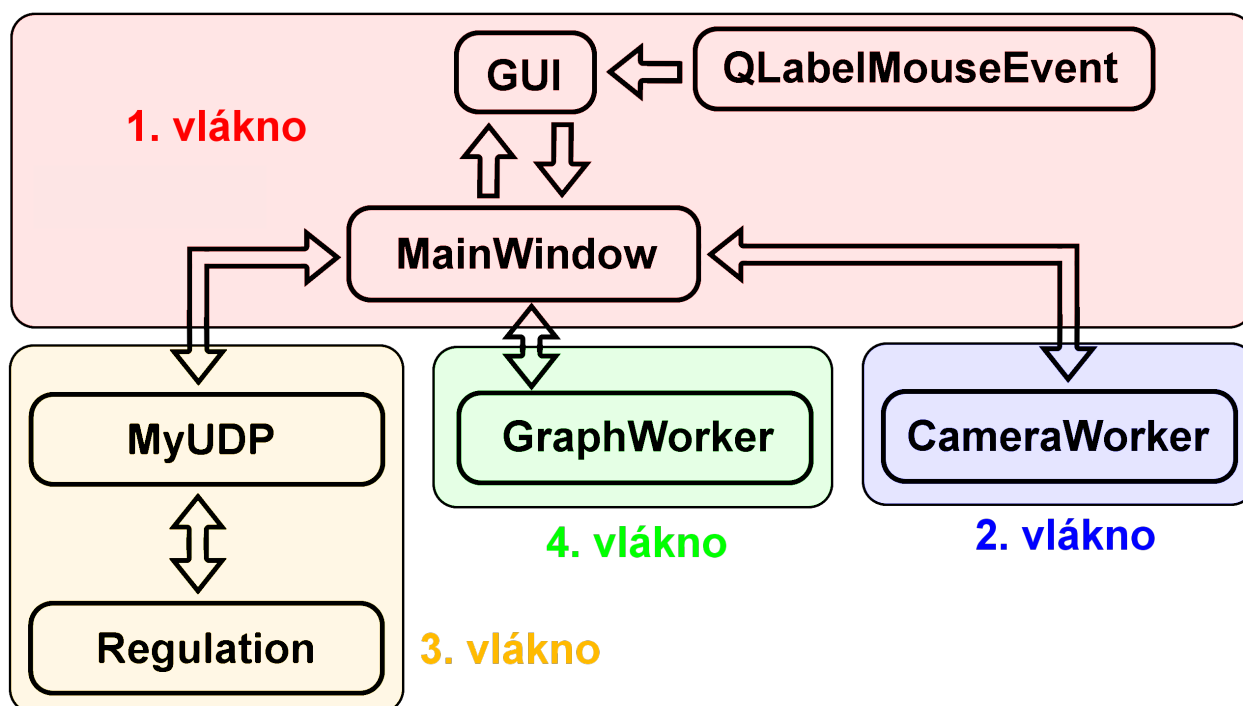 GUI
QLabelMouseEvent
1. vlákno
MainWindow
MyUDP
GraphWorker
CameraWorker
4. vlákno
2. vlákno
Regulation
3. vlákno